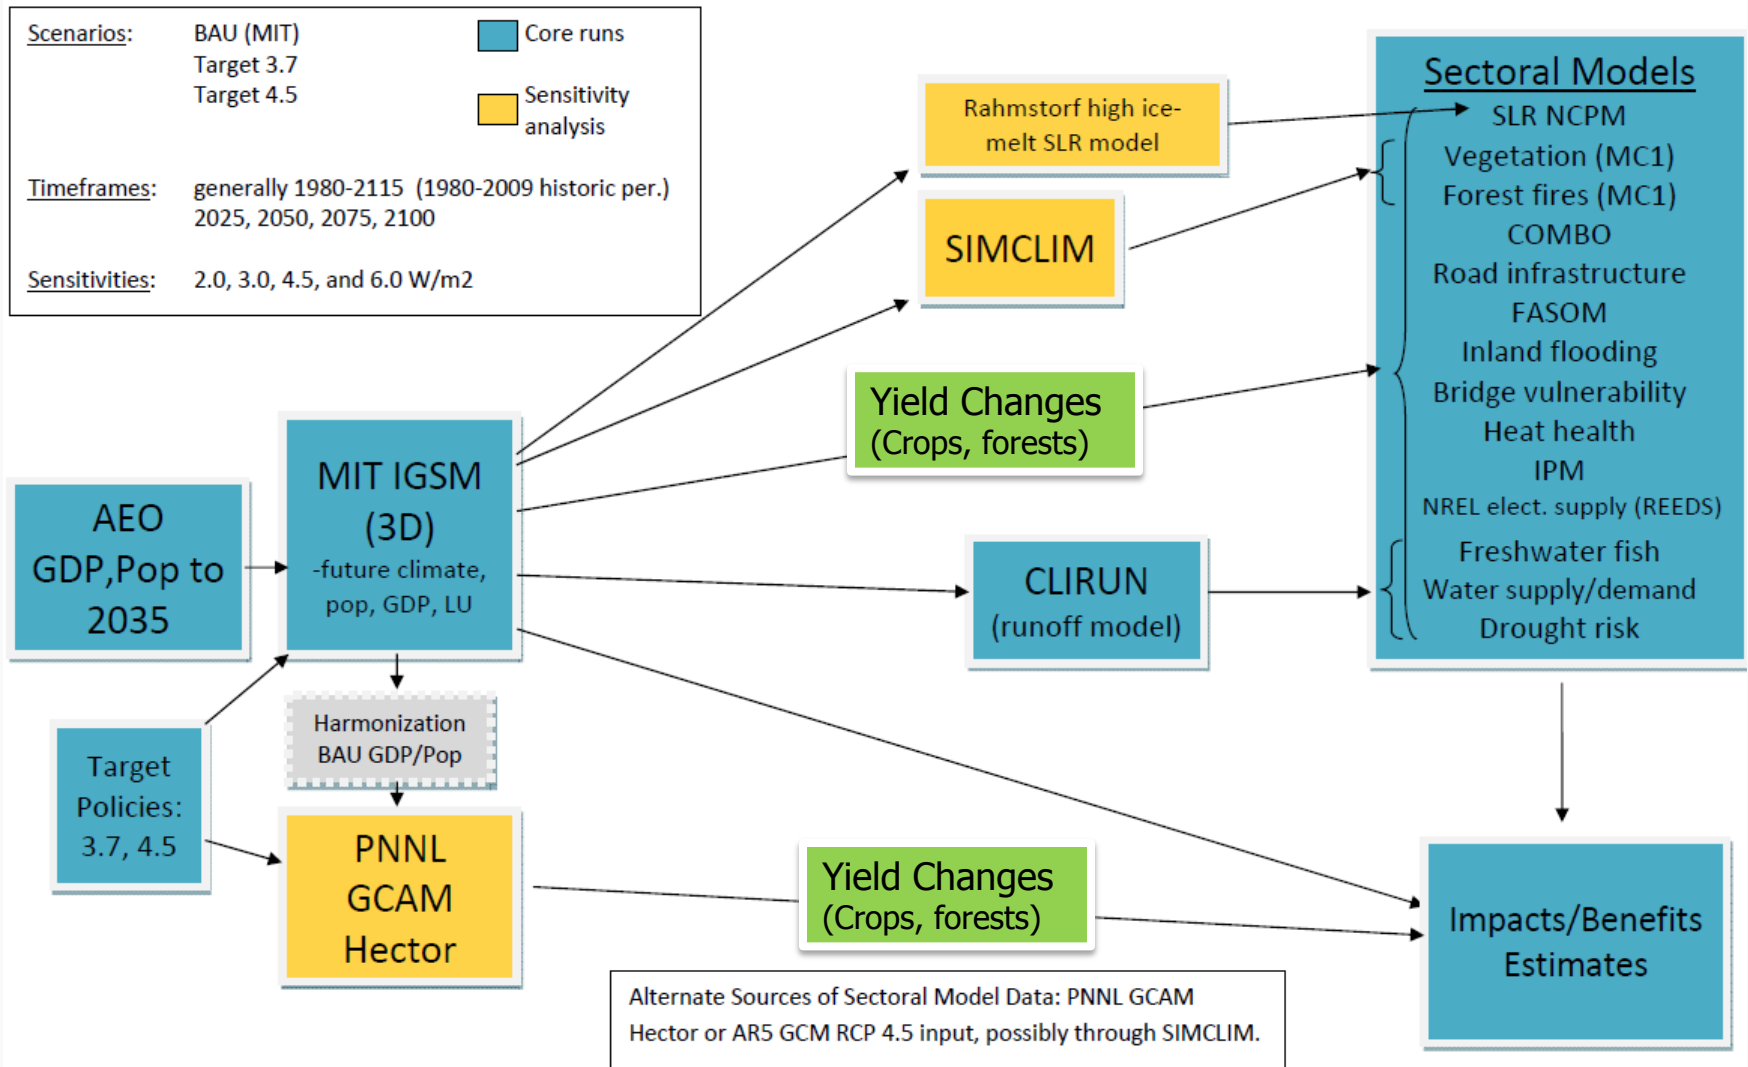 Scenarios: BAU (MIT)
Target 3.7
Target 4.5
Core runs
Sensitivity
analysis
Timeframes: generally 1980-2115 (1980-2009 historic per.)
2025, 2050, 2075, 2100
Sensitivities: 2.0, 3.0, 4.5, and 6.0 W/m2
Rahmstorf high ice-
melt SLR model
SIMCLIM
Yield Changes
(Crops, forests)
Sectoral Models
SLR NCPM
Vegetation (MC1)
Forest fires (MC1)
COMBO
Road infrastructure
FASOM
Inland flooding
Bridge vulnerability
Heat health
IPM
NREL elect. supply (REEDS)
Freshwater fish
Water supply/demand
Drought risk
AEO
GDP,Pop to
2035
MIT IGSM
(3D)
-future climate,
pop, GDP, LU
CLIRUN
(runoff model)
Harmonization
BAU GDP/Pop
Target
Policies:
3.7, 4.5
PNNL
GCAM
Hector
Yield Changes
(Crops, forests)
Impacts/Benefits
Estimates
Alternate Sources of Sectoral Model Data: PNNL GCAM
Hector or AR5 GCM RCP 4.5 input, possibly through SIMCLIM.